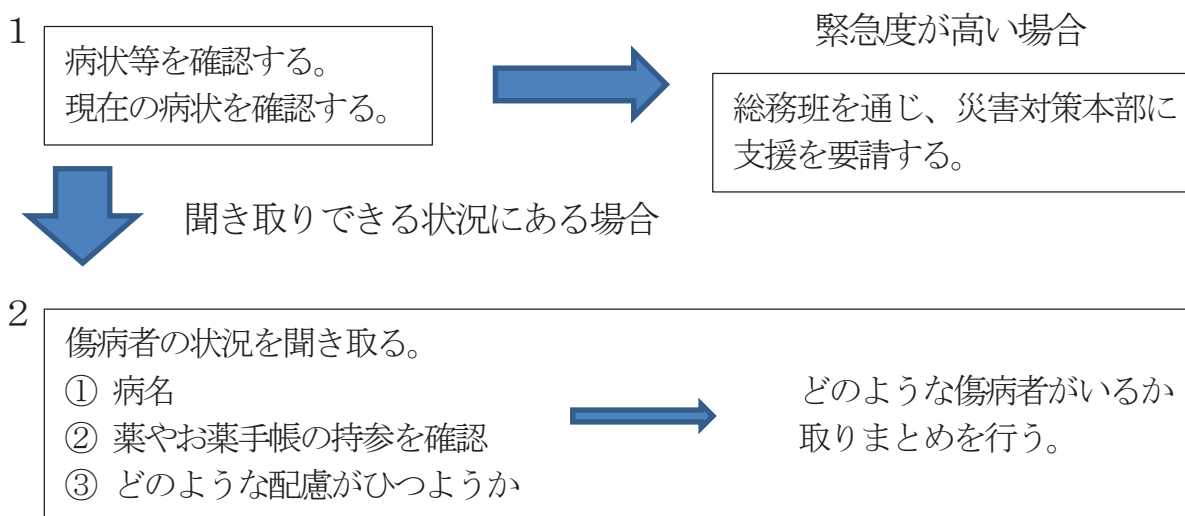 1
病状等を確認する。
現在の病状を確認する。
緊急度が高い場合
総務班を通じ、災害対策本部に
支援を要請する。
聞き取りできる状況にある場合
2
傷病者の状況を聞き取る。
① 病名
② 薬やお薬手帳の持参を確認
③ どのような配慮がひつようか
どのような傷病者がいるか
取りまとめを行う。